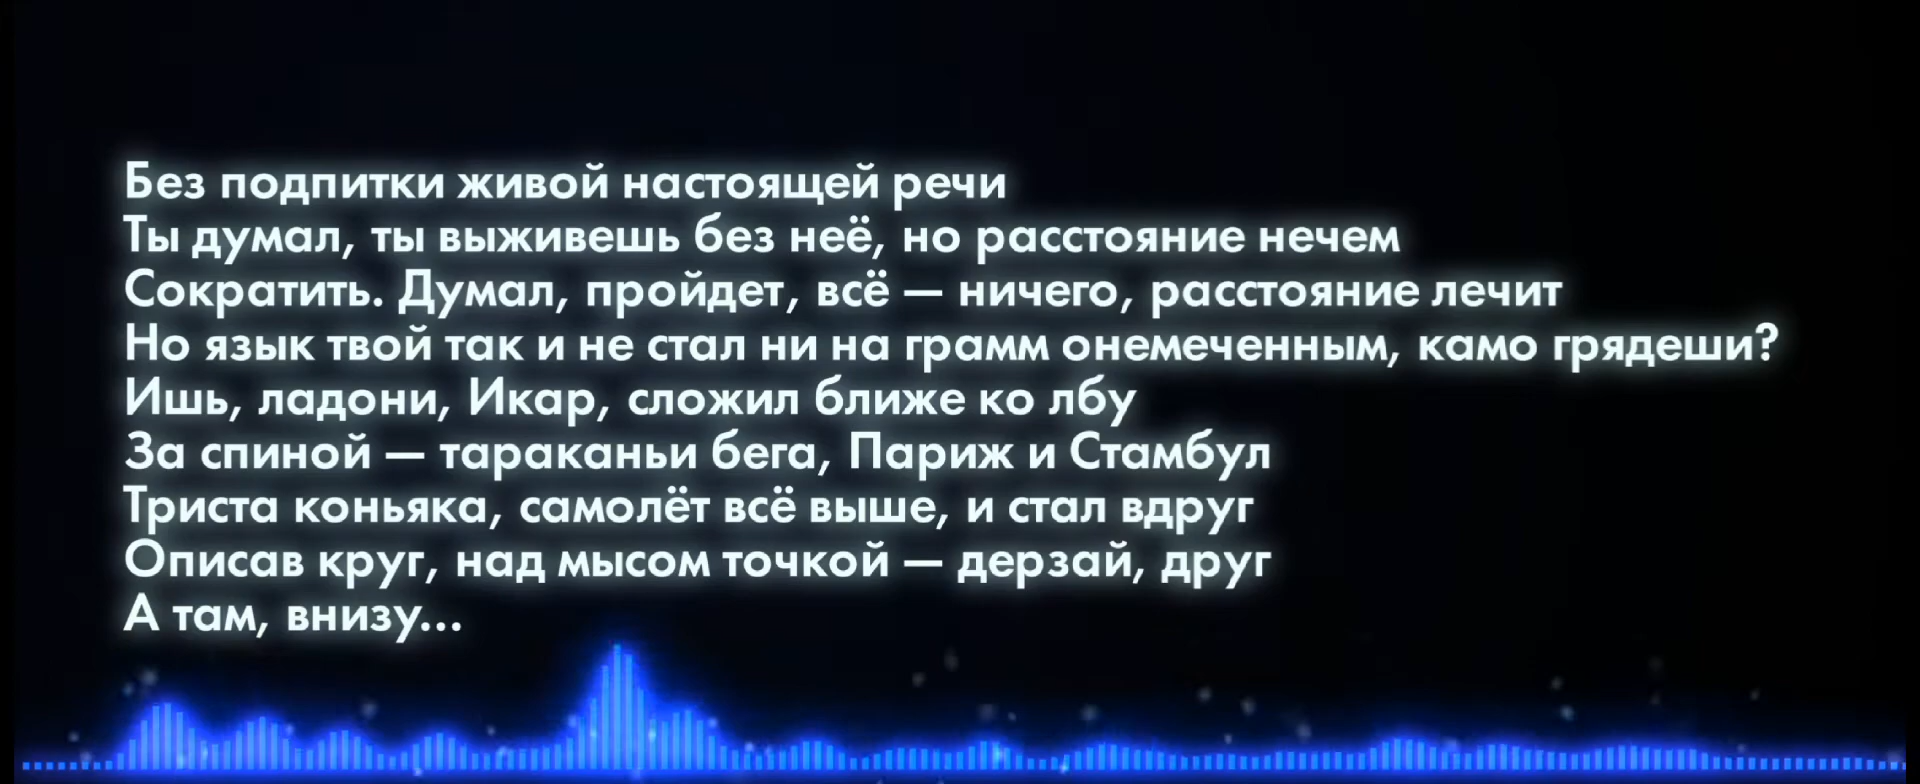 Без подпитки живой настоящей речи
Ты думал, ты выживешь без неё, но расстояние нечем
Сократить. Думал, пройдет, всё — ничего, расстояние лечит
Но язык твой так и не стал ни на грамм онемеченным, камо грядеши?
Ишь, ладони, Икар, сложил ближе ко лбу
За спиной — тараканьи бега, Париж и Стамбул
Триста коньяка, самолёт всё выше, и стал вдруг
Описав круг, над мысом точкой — дерзай, друг
А там, внизу...